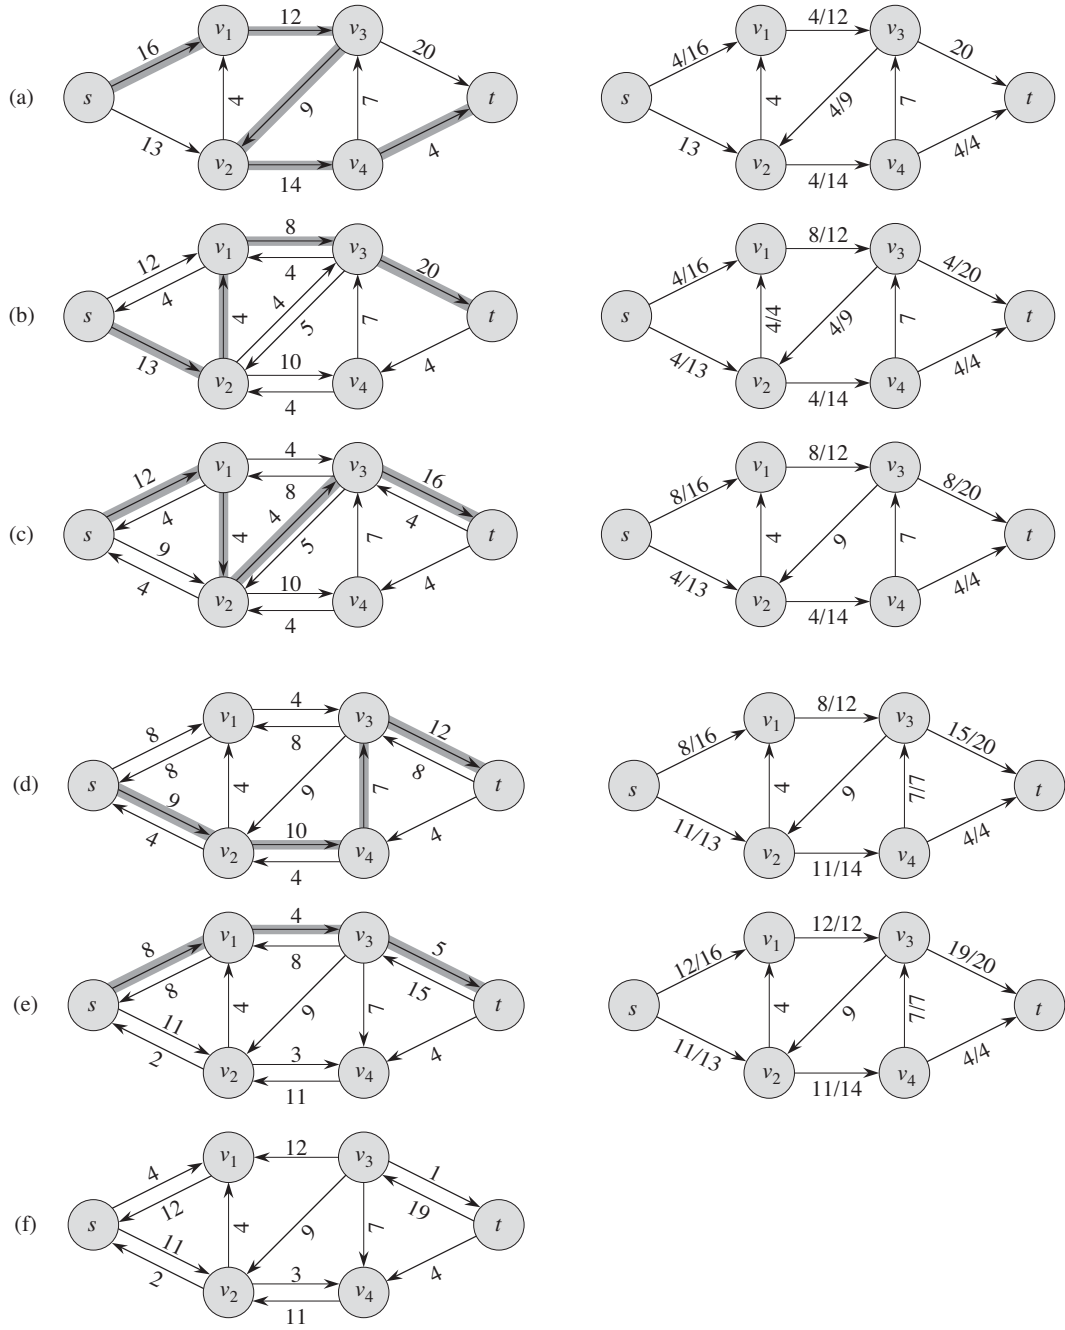 (a)
12
v1 v3
16 20
s 4 9 7 t
13 4
v2 v4
14
4/12
v1 v3
4/16 20
s 4 4/9 7 t
13 4/4
v2 v4
4/14
(b)
8
v1 v3
12 4 20
4
s 4 4 5 7 t
13 10 4
v2 v4
4
8/12
v1 v3
4/16 4/20
s 4/4 4/9 7 t
4/13 4/4
v2 v4
4/14
(c)
4
v1 v3
12 8 16
4 4
s 9 4 4 5 7 t
4 10 4
v2 v4
4
8/12
v1 v3
8/16 8/20
s 4 9 7 t
4/13 4/4
v2 v4
4/14
(d)
4
v1 v3
8 8 12
8 8
s 9 4 9 7 t
4 10 4
v2 v4
4
8/12
v1 v3
8/16 15/20
s 4 9 7/7 t
11/13 4/4
v2 v4
11/14
(e)
4
v1 v3
8 8 5
8 15
s 11 4 9 7 t
2 3 4
v2 v4
11
12/12
v1 v3
12/16 19/20
s 4 9 7/7 t
11/13 4/4
v2 v4
11/14
(f)
v1 12 v3
4 1
12 19
s 11 4 9 7 t
2 3 4
v2 v4
11